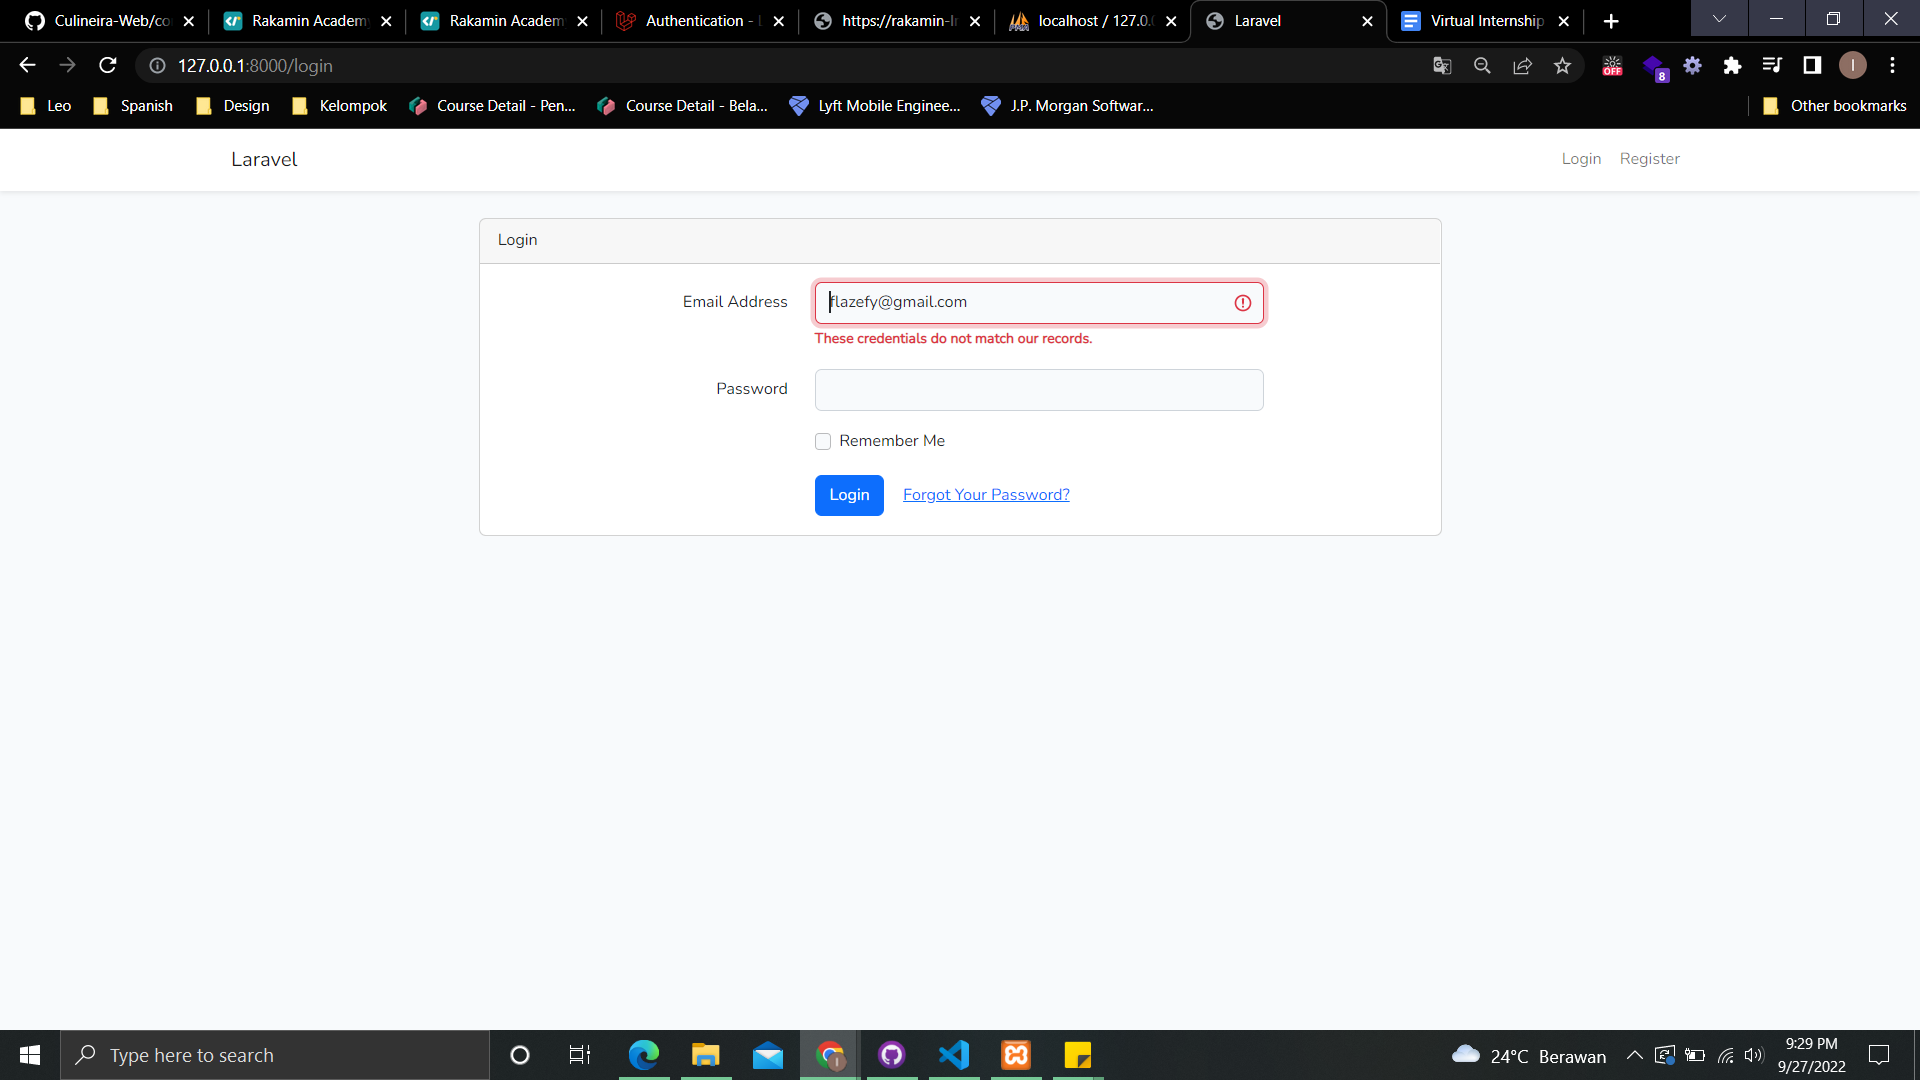 Culineira-Web/co
Rakamin Academ
Rakamin Academ
Authentication - L
https://rakamin-l
localhost / 127.0.
Laravel
Virtual Internship
127.0.0.1:8000/login
OFF
8
I
Leo
Spanish
Design
Kelompok
Course Detail - Pen...
Course Detail - Bela...
Lyft Mobile Enginee...
J.P. Morgan Softwar...
Other bookmarks
Laravel
Login
Register
Login
Email Address
flazefy@gmail.com
These credentials do not match our records.
Password
Remember Me
Login
Forgot Your Password?
Type here to search
24°C Berawan
9:29 PM
9/27/2022